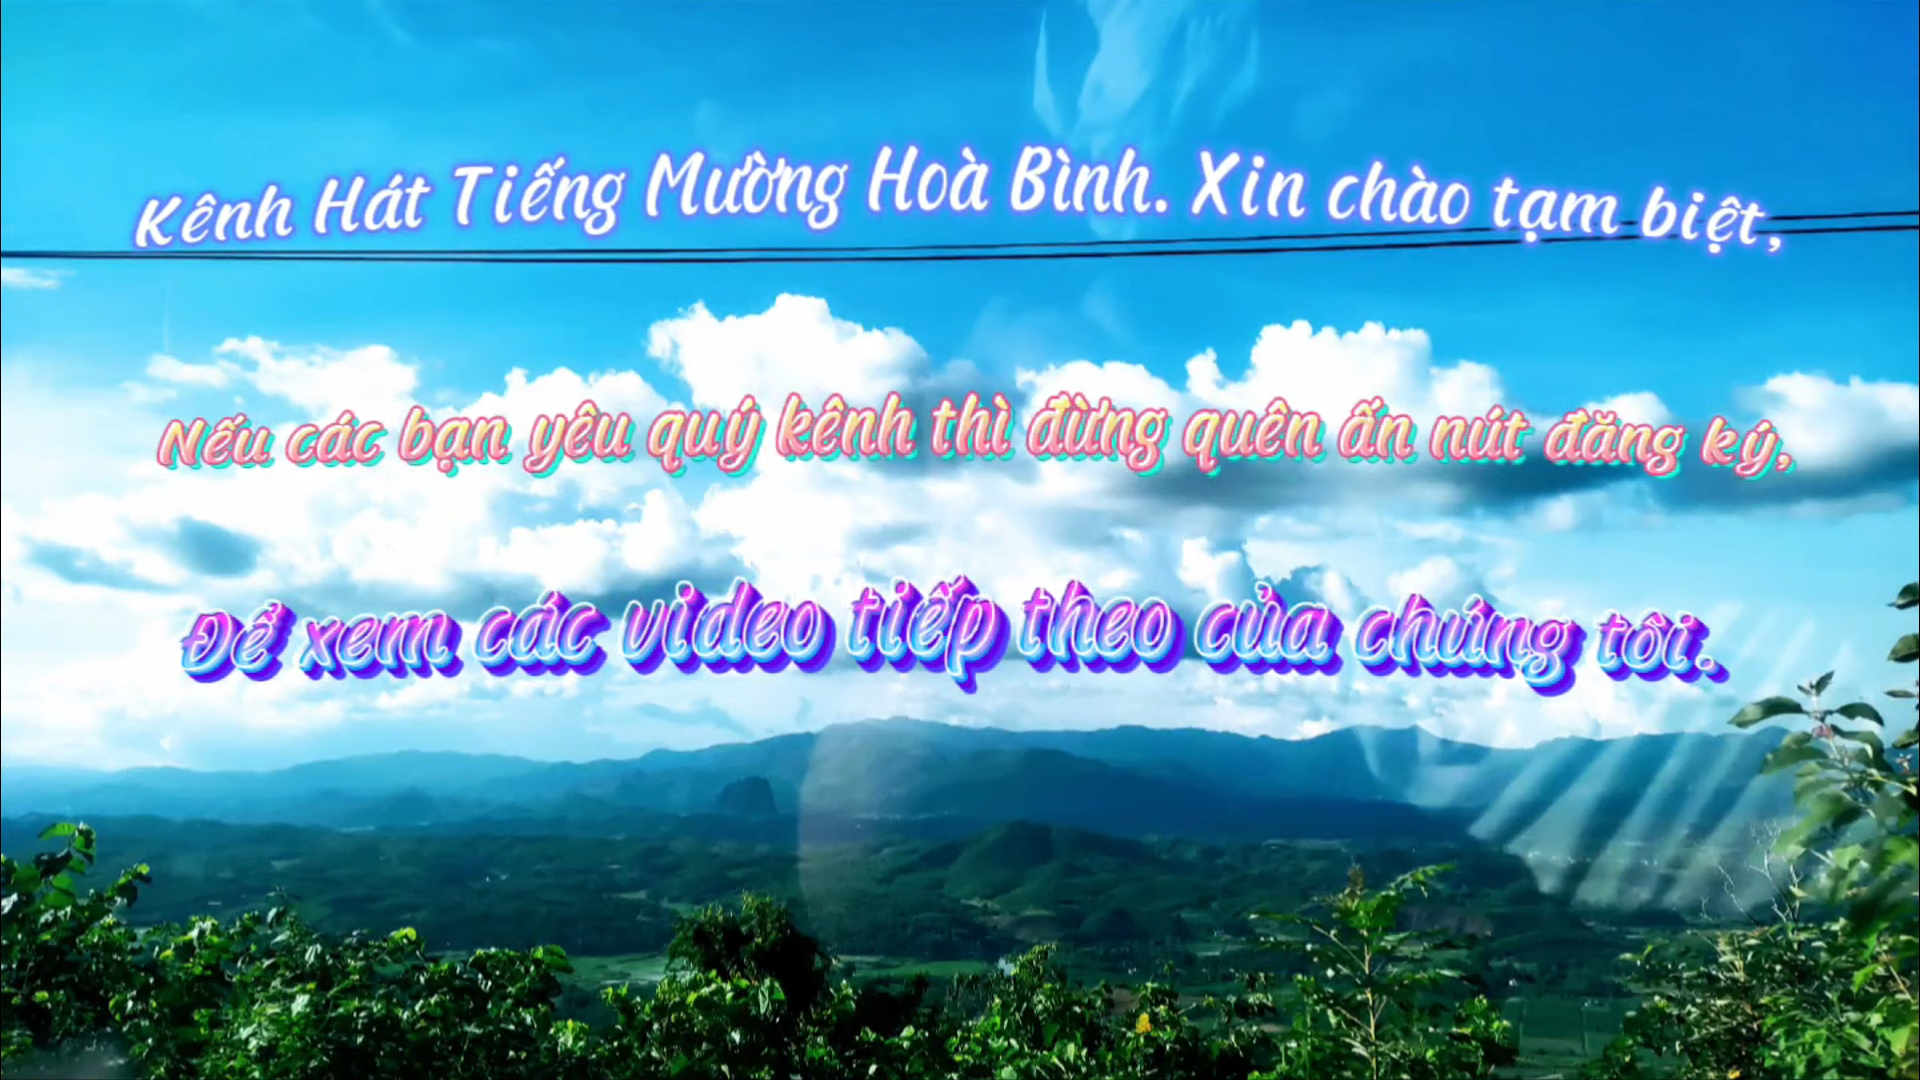 Kênh Hát Tiếng Mường Hoà Bình. Xin chào tạm biệt,
Nếu các bạn yêu quý kênh thì đừng quên ấn nút đăng ký,
Để xem các video tiếp theo của chúng tôi.